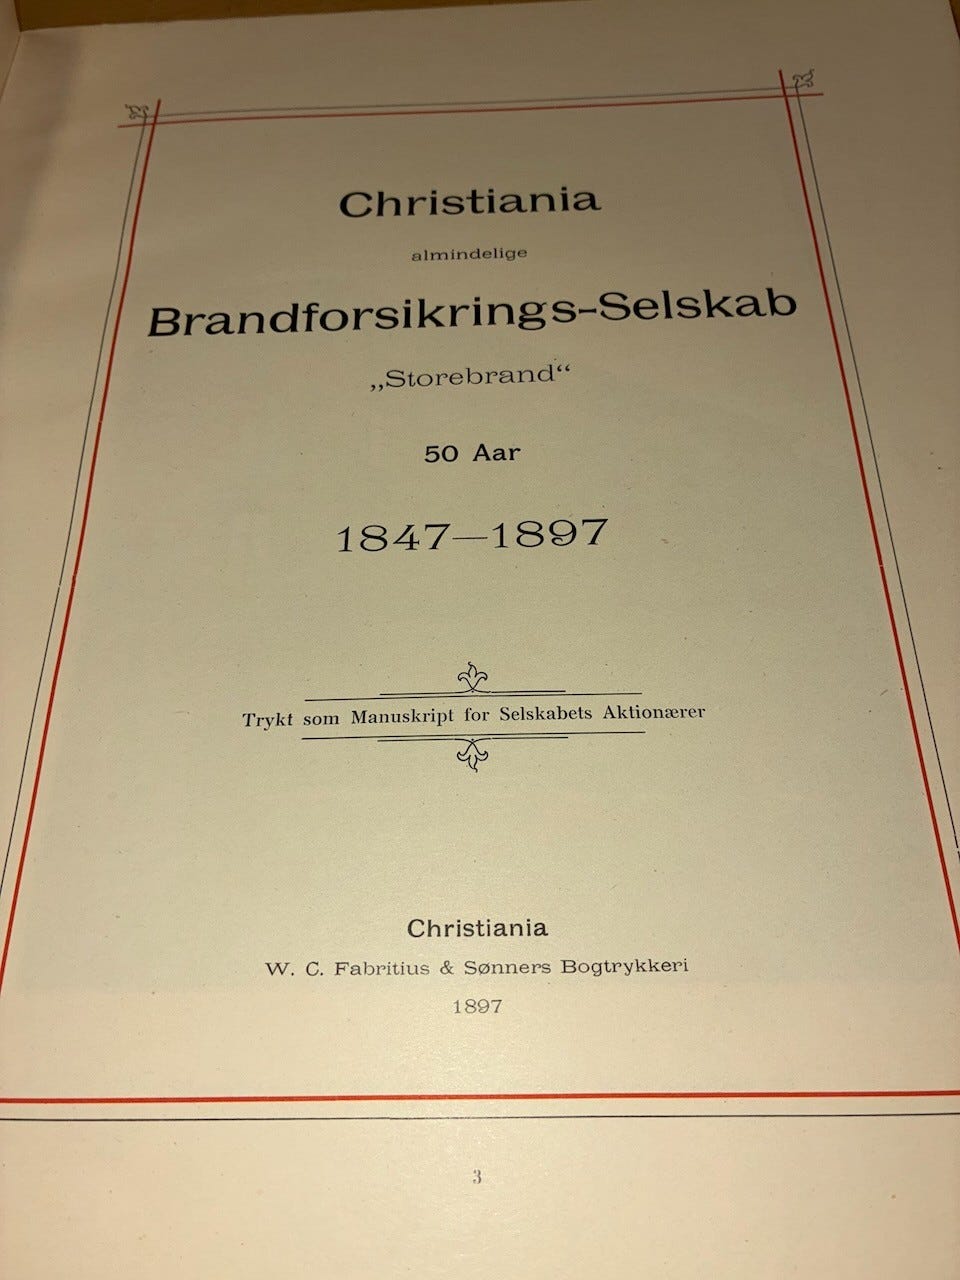 Christiania
almindelige
Brandforsikrings-Selskab
„Storebrand“
50 Aar
1847—1897
Trykt som Manuskript for Selskabets Aktionærer
Christiania
W. C. Fabritius & Sønners Bogtrykkeri
1897
3